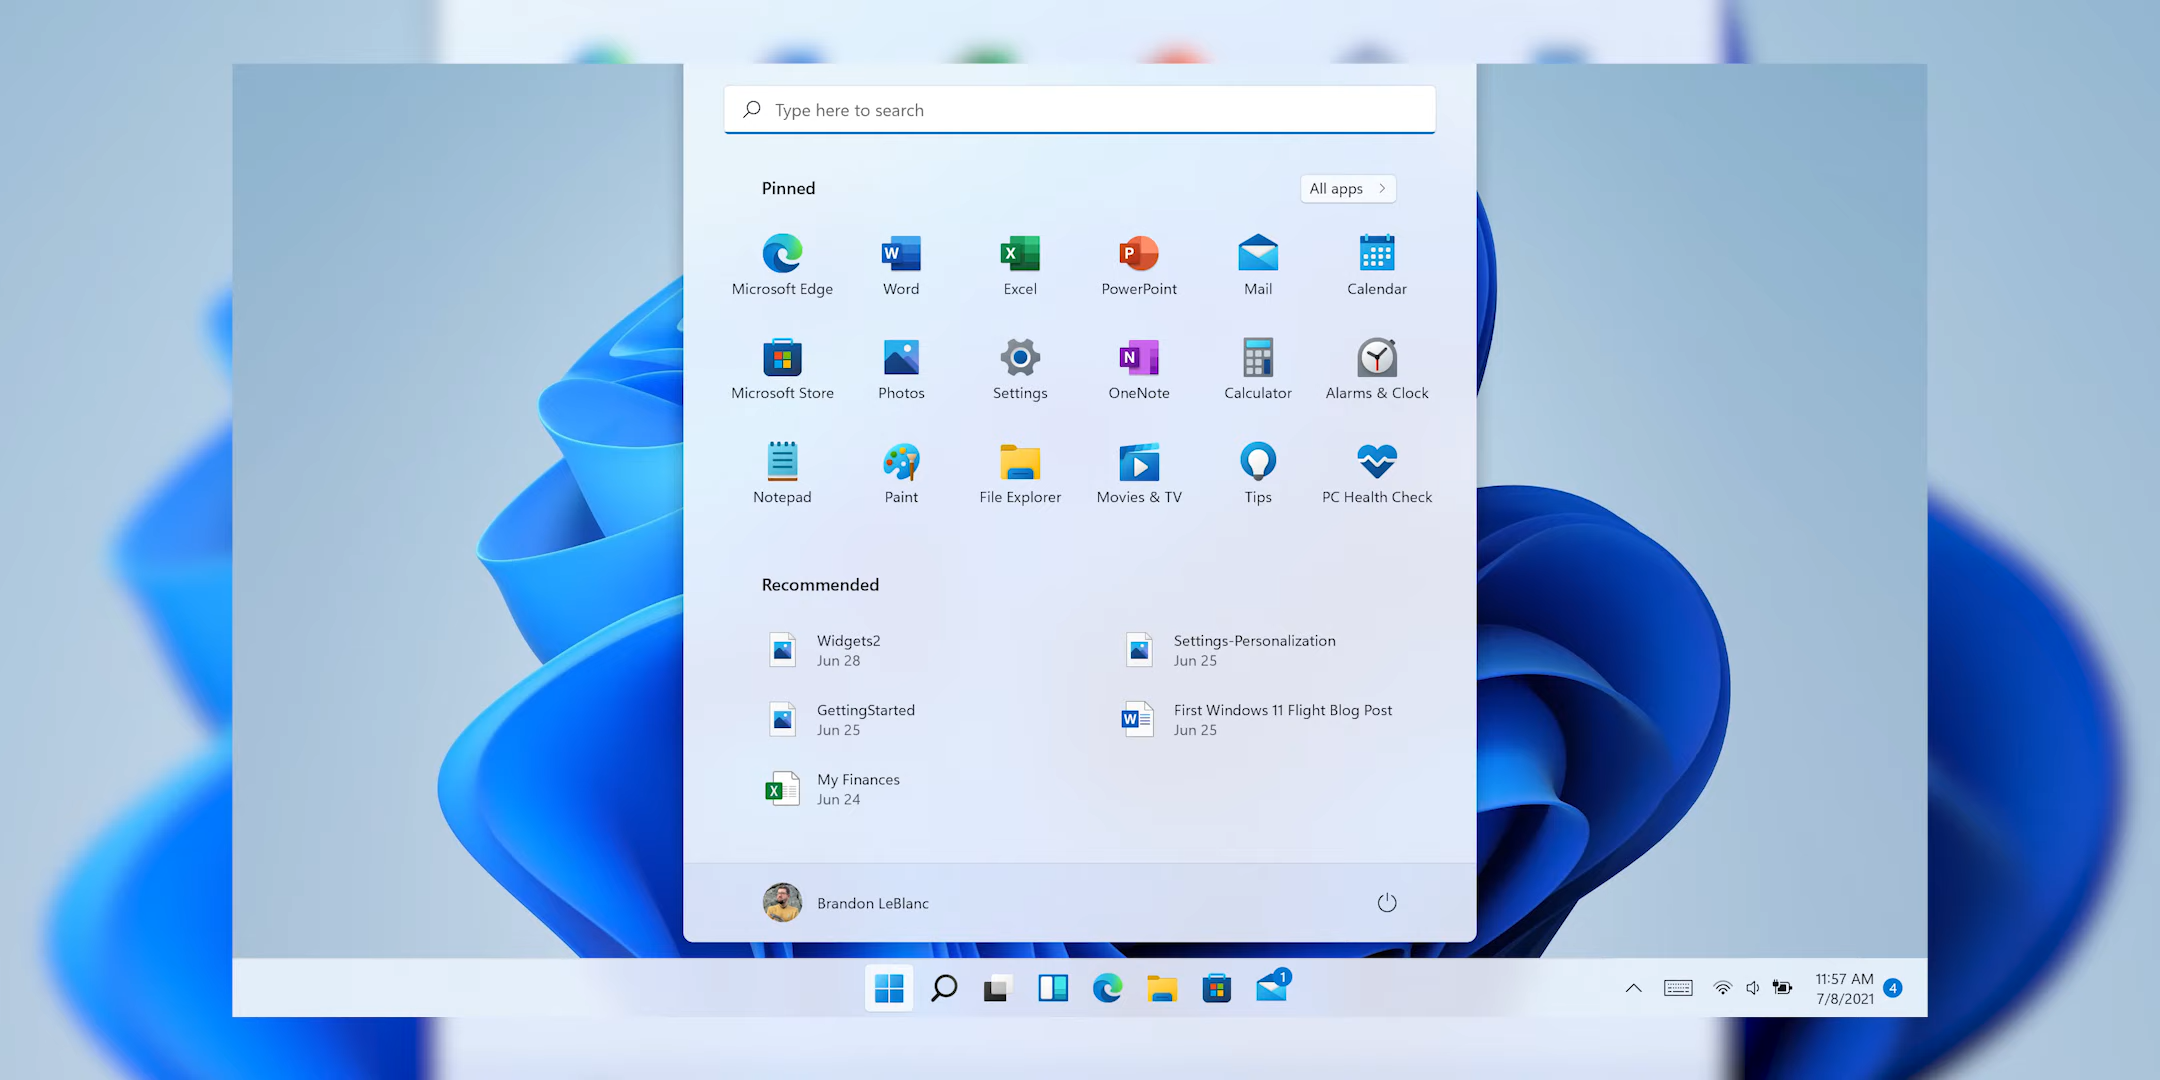 Type here to search
Pinned
All apps
Microsoft Edge
Word
Excel
PowerPoint
Mail
Calendar
Microsoft Store
Photos
Settings
OneNote
Calculator
Alarms & Clock
Notepad
Paint
File Explorer
Movies & TV
Tips
PC Health Check
Recommended
Widgets2
Jun 28
Settings-Personalization
Jun 25
GettingStarted
Jun 25
First Windows 11 Flight Blog Post
Jun 25
My Finances
Jun 24
Brandon LeBlanc
1
11:57 AM
7/8/2021
4